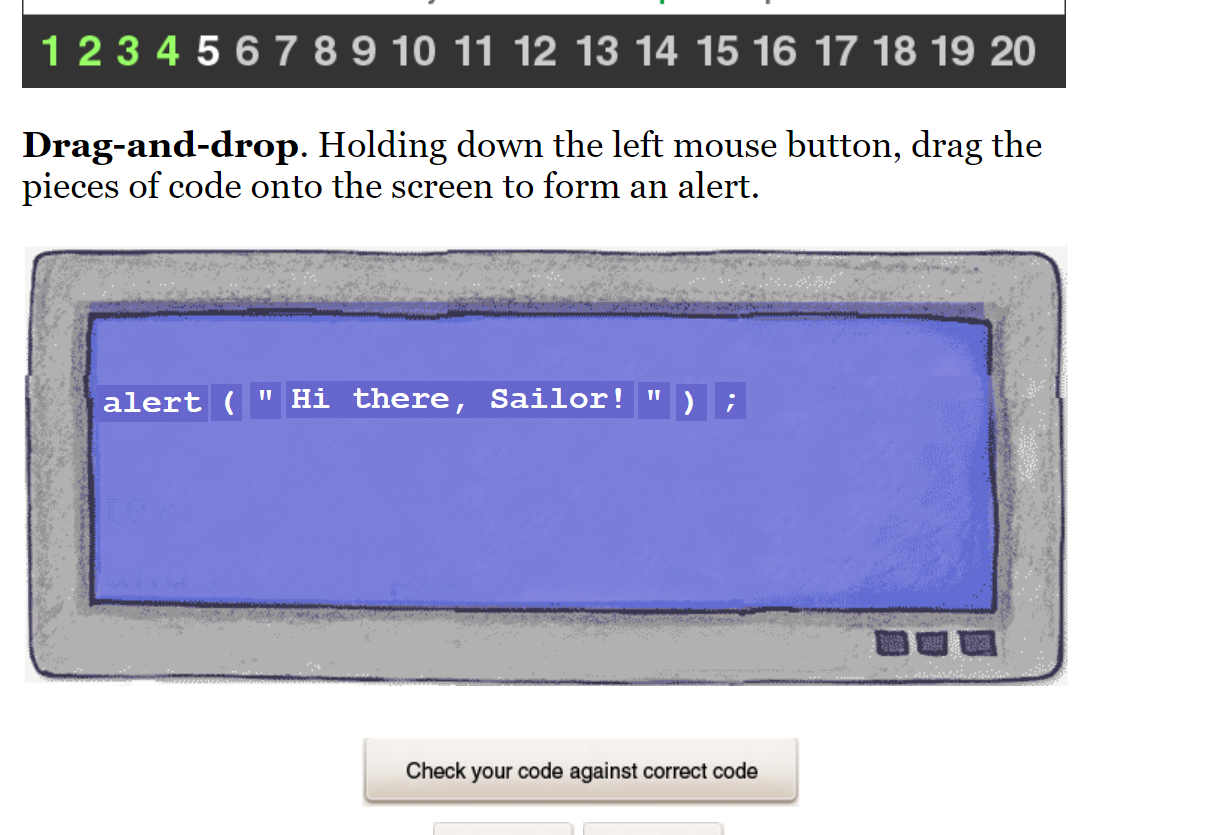 1 2 3 4 5 6 7 8 9 10 11 12 13 14 15 16 17 18 19 20
Drag-and-drop. Holding down the left mouse button, drag the
pieces of code onto the screen to form an alert.
alert ( " Hi there, Sailor! " ) ;
Check your code against correct code